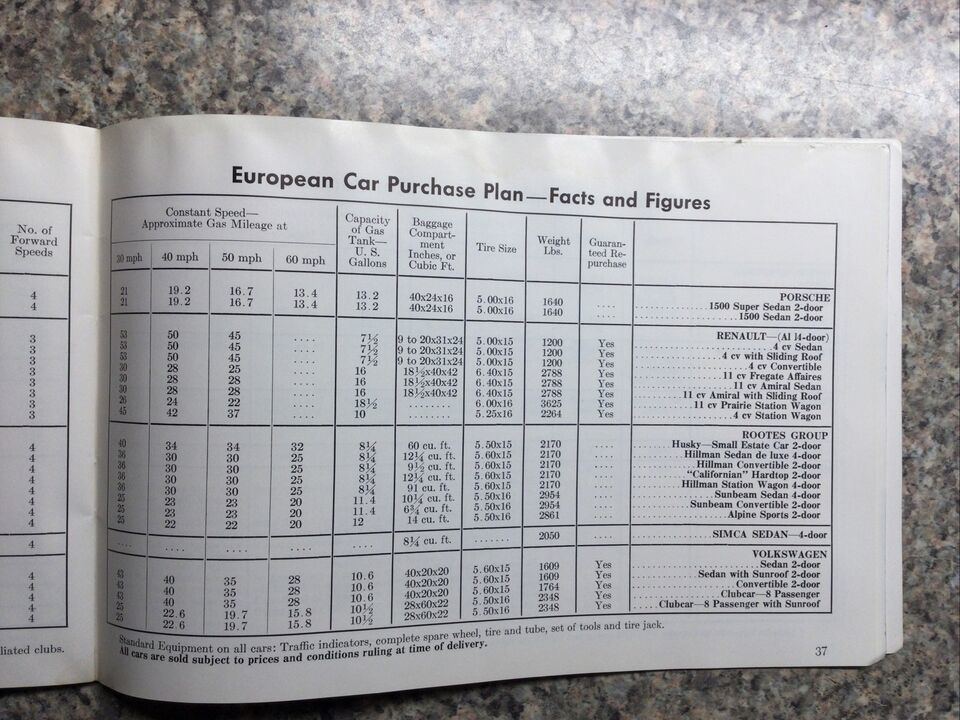 European Car Purchase Plan—Facts and Figures
No. of
Forward
Speeds
Constant Speed—
Approximate Gas Mileage at
30 mph 40 mph 50 mph 60 mph
Capacity
of Gas
Tank—
U. S.
Gallons
Baggage
Compart-
ment
Inches, or
Cubic Ft.
Tire Size
Weight
Lbs.
Guaran-
teed Re-
purchase
PORSCHE
4 21 19.2 16.7 13.4 13.2 40x24x16 5.00x16 1640 .... 1500 Super Sedan 2-door
4 21 19.2 16.7 13.4 13.2 40x24x16 5.00x16 1640 .... 1500 Sedan 2-door
RENAULT—(Al l4-door)
3 53 50 45 .... 7½ 9 to 20x31x24 5.00x15 1200 Yes 4 cv Sedan
3 53 50 45 .... 7½ 9 to 20x31x24 5.00x15 1200 Yes 4 cv with Sliding Roof
3 53 50 45 .... 7½ 9 to 20x31x24 5.00x15 1200 Yes 4 cv Convertible
3 30 28 25 .... 16 18½x40x42 6.40x15 2788 Yes 11 cv Fregate Affaires
3 30 28 28 .... 16 18½x40x42 6.40x15 2788 Yes 11 cv Amiral Sedan
3 30 28 28 .... 16 18½x40x42 6.40x15 2788 Yes 11 cv Amiral with Sliding Roof
3 26 24 22 .... 18½ ........ 6.00x16 3625 Yes 11 cv Prairie Station Wagon
3 45 42 37 .... 10 ........ 5.25x16 2264 Yes 4 cv Station Wagon
ROOTES GROUP
4 40 34 34 32 8¼ 60 cu. ft. 5.50x15 2170 .... Husky—Small Estate Car 2-door
4 36 30 30 25 8¼ 12¼ cu. ft. 5.60x15 2170 .... Hillman Sedan de luxe 4-door
4 36 30 30 25 8¼ 9½ cu. ft. 5.60x15 2170 .... Hillman Convertible 2-door
4 36 30 30 25 8¼ 12¼ cu. ft. 5.60x15 2170 .... "Californian" Hardtop 2-door
4 36 30 30 25 8¼ 91 cu. ft. 5.60x15 2170 .... Hillman Station Wagon 4-door
4 25 23 23 20 11.4 10¼ cu. ft. 5.50x16 2954 .... Sunbeam Sedan 4-door
4 25 23 23 20 11.4 6¾ cu. ft. 5.50x16 2954 .... Sunbeam Convertible 2-door
4 25 22 22 20 12 14 cu. ft. 5.50x16 2861 .... Alpine Sports 2-door
4 .... .... .... .... .... 8¼ cu. ft. ....... 2050 .... SIMCA SEDAN—4-door
VOLKSWAGEN
4 43 40 35 28 10.6 40x20x20 5.60x15 1609 Yes Sedan 2-door
4 43 40 35 28 10.6 40x20x20 5.60x15 1609 Yes Sedan with Sunroof 2-door
4 43 40 35 28 10.6 40x20x20 5.60x15 1764 Yes Convertible 2-door
4 25 22.6 19.7 15.8 10½ 28x60x22 5.50x16 2348 Yes Clubcar—8 Passenger
4 25 22.6 19.7 15.8 10½ 28x60x22 5.50x16 2348 Yes Clubcar—8 Passenger with Sunroof
Standard Equipment on all cars: Traffic indicators, complete spare wheel, tire and tube, set of tools and tire jack.
All cars are sold subject to prices and conditions ruling at time of delivery.
liated clubs.
37